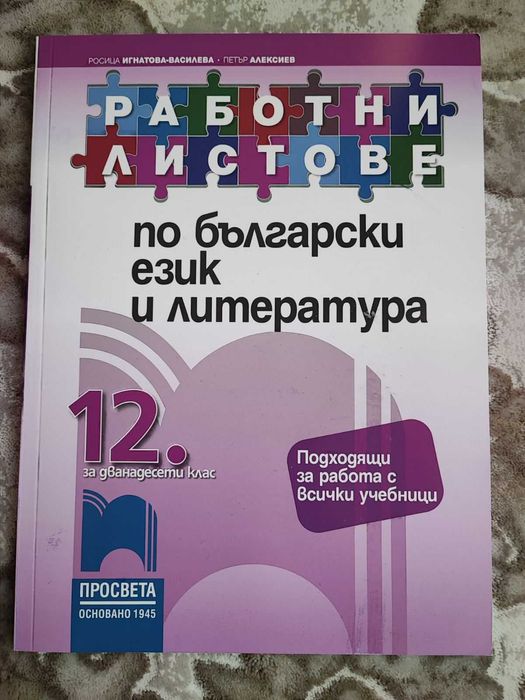 РОСИЦА ИГНАТОВА-ВАСИЛЕВА • ПЕТЪР АЛЕКСИЕВ
РАБОТНИ
ЛИСТОВЕ
по български
език
и литература
12.
за дванадесети клас
Подходящи
за работа с
всички учебници
ПРОСВЕТА
ОСНОВАНО 1945